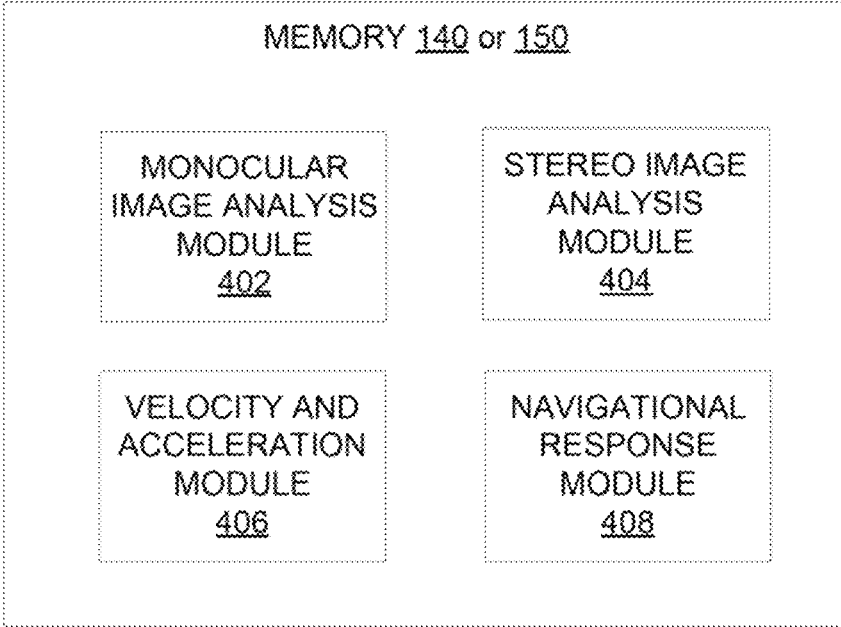 MEMORY 140 or 150
MONOCULAR
IMAGE ANALYSIS
MODULE
402
STEREO IMAGE
ANALYSIS
MODULE
404
VELOCITY AND
ACCELERATION
MODULE
406
NAVIGATIONAL
RESPONSE
MODULE
408